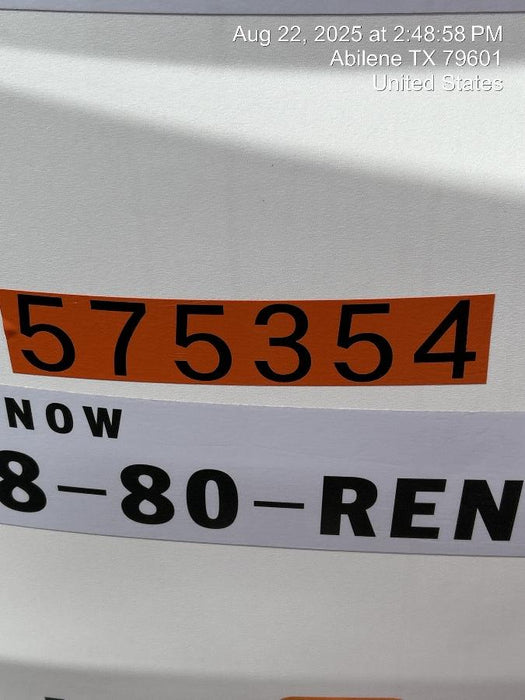 Aug 22, 2025 at 2:48:58 PM
Abilene TX 79601
United States
575354
NOW
8-80-REN